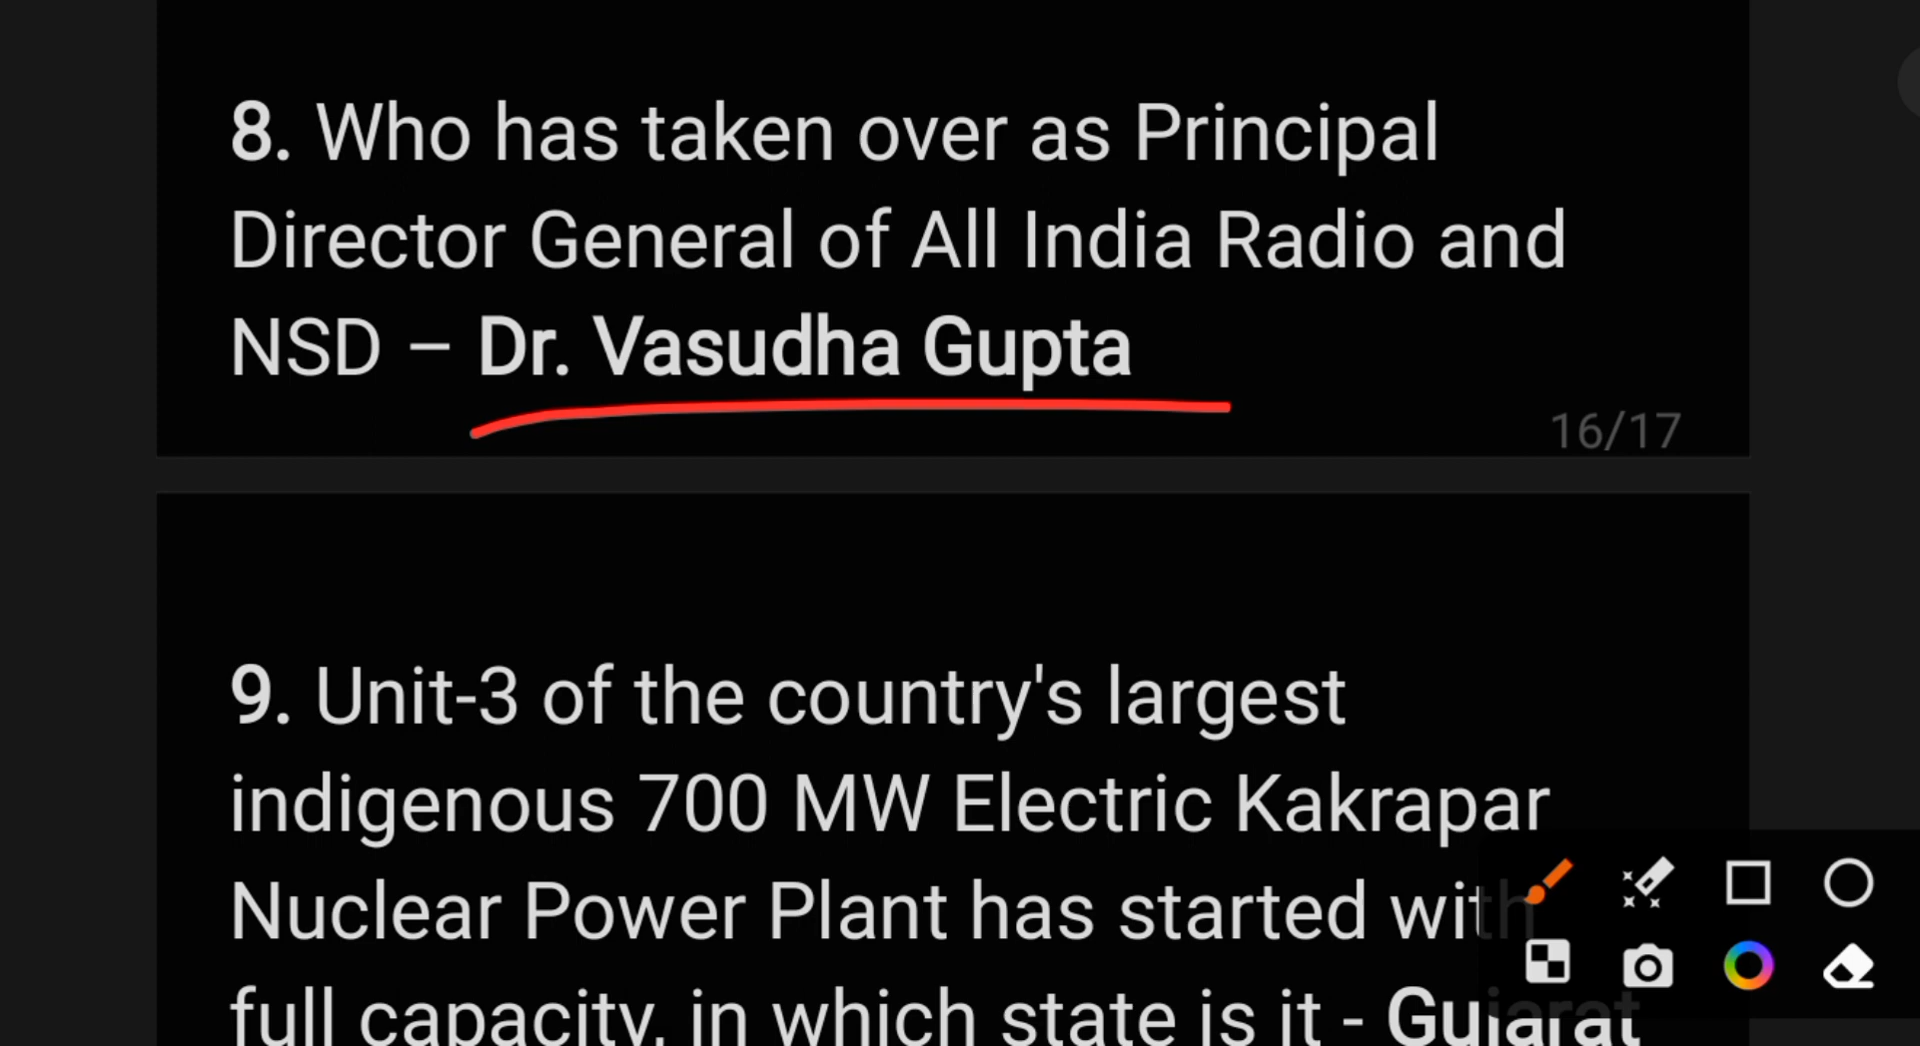 8. Who has taken over as Principal
Director General of All India Radio and
NSD – Dr. Vasudha Gupta
16/17
9. Unit-3 of the country's largest
indigenous 700 MW Electric Kakrapar
Nuclear Power Plant has started with
full capacity, in which state is it - Gujarat